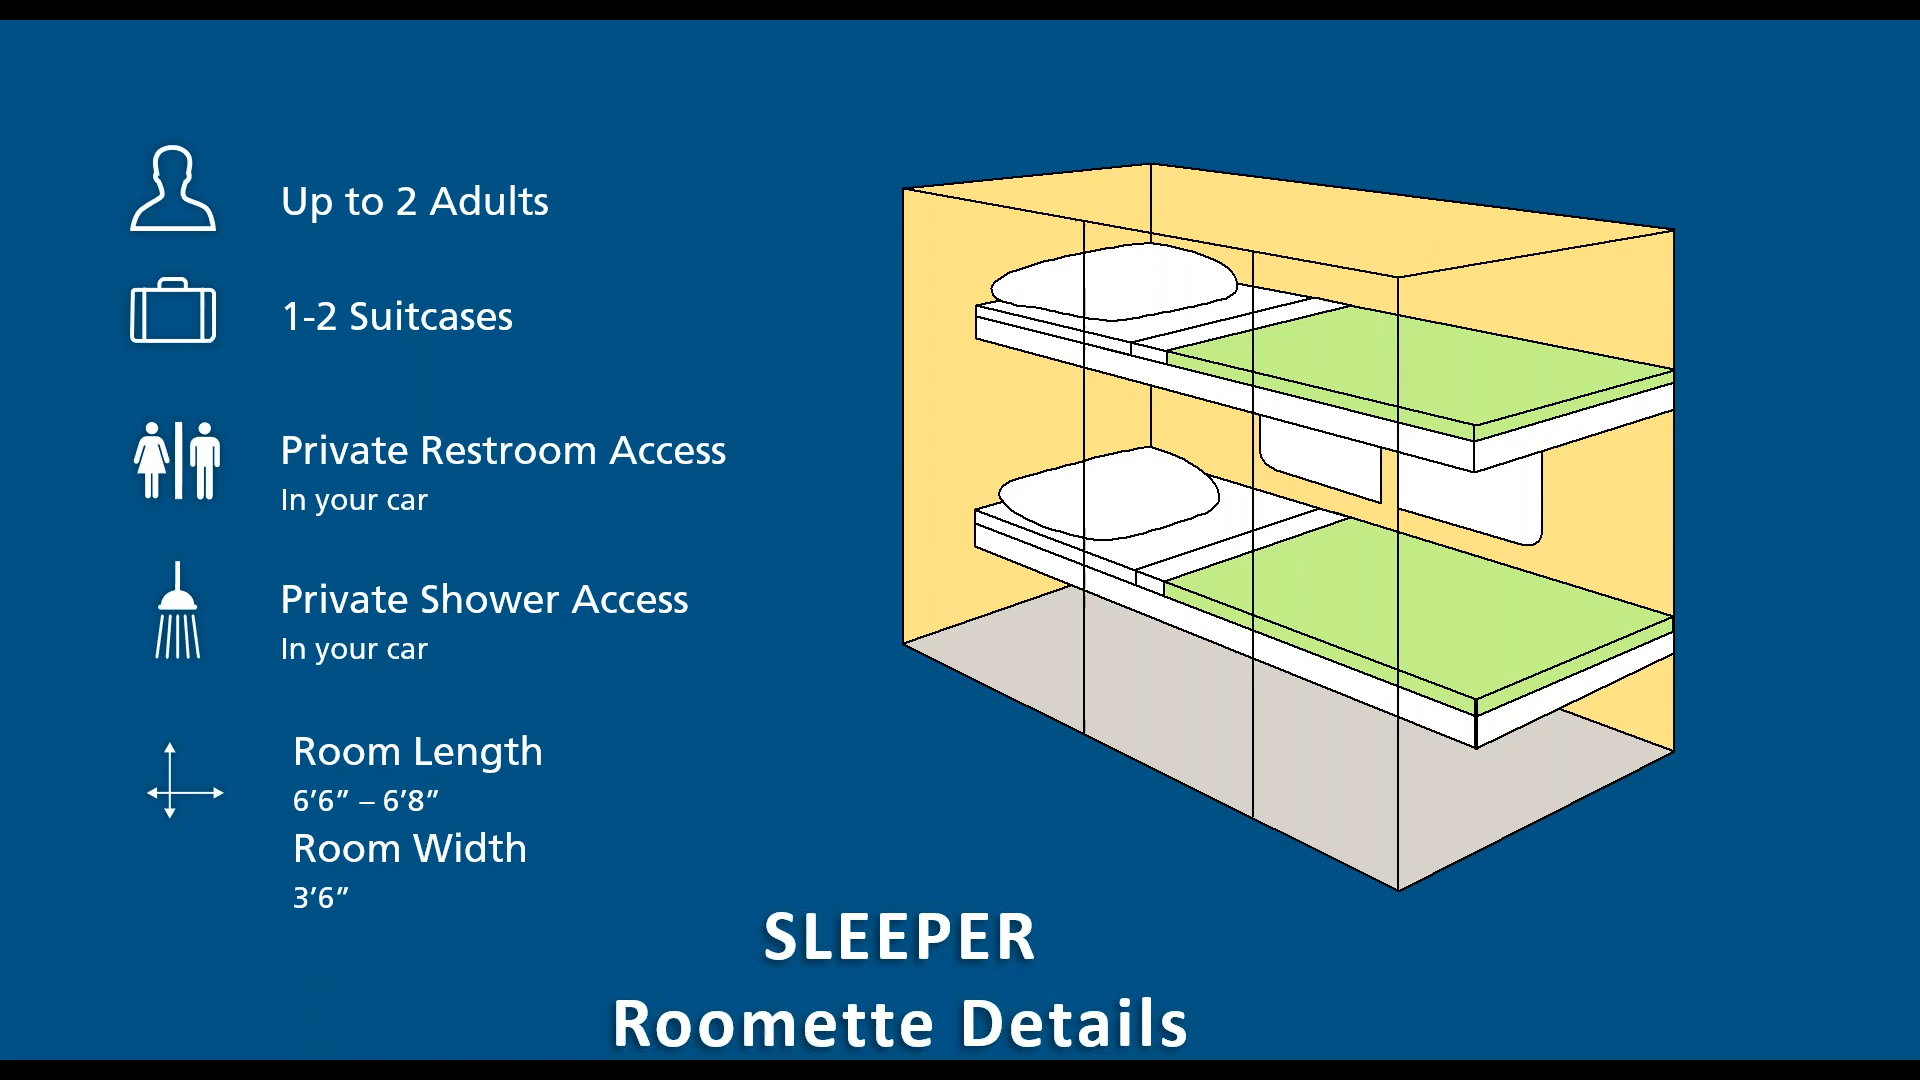 Up to 2 Adults
1-2 Suitcases
Private Restroom Access
In your car
Private Shower Access
In your car
Room Length
6’6” – 6’8”
Room Width
3’6”
SLEEPER
Roomette Details